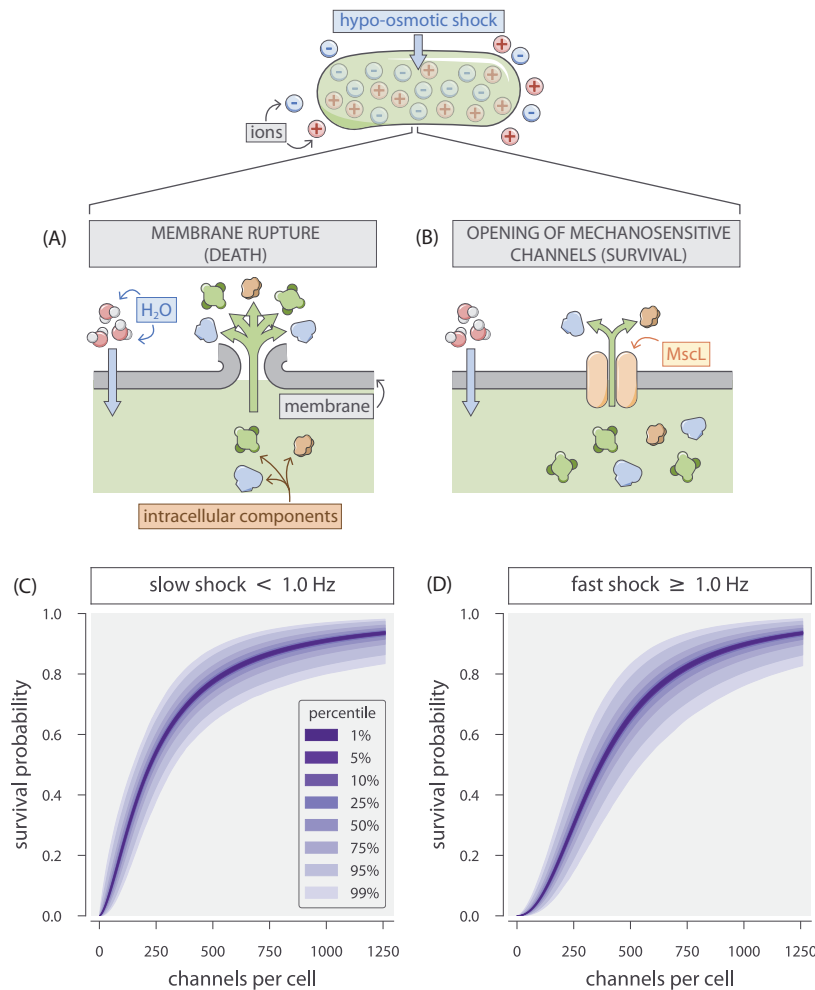 hypo-osmotic shock
ions
(A)
MEMBRANE RUPTURE
(DEATH)
H₂O
membrane
intracellular components
(B)
OPENING OF MECHANOSENSITIVE
CHANNELS (SURVIVAL)
MscL
(C)
slow shock < 1.0 Hz
1.0
0.8
0.6
0.4
0.2
0.0
survival probability
percentile
1%
5%
10%
25%
50%
75%
95%
99%
0 250 500 750 1000 1250
channels per cell
(D)
fast shock ≥ 1.0 Hz
1.0
0.8
0.6
0.4
0.2
0.0
survival probability
0 250 500 750 1000 1250
channels per cell